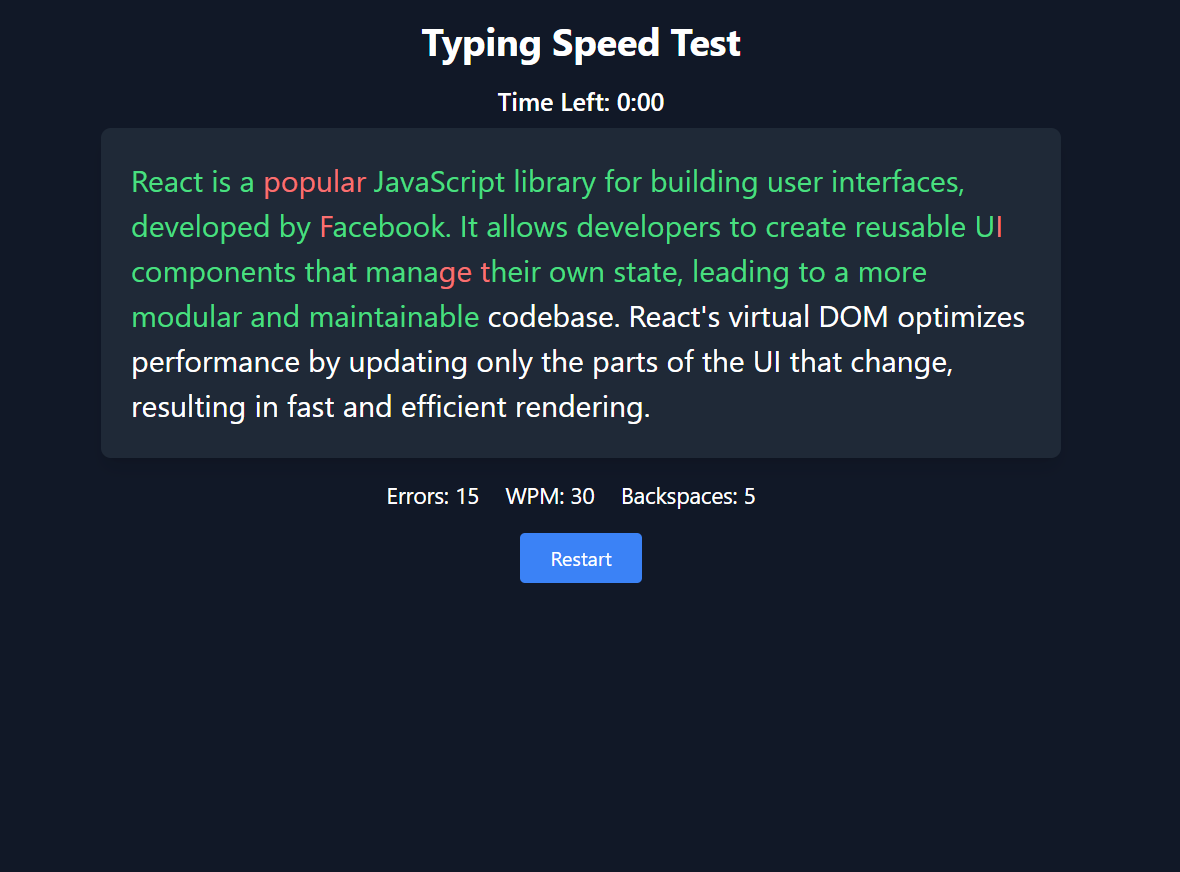 Typing Speed Test
Time Left: 0:00
React is a popular JavaScript library for building user interfaces,
developed by Facebook. It allows developers to create reusable UI
components that manage their own state, leading to a more
modular and maintainable codebase. React's virtual DOM optimizes
performance by updating only the parts of the UI that change,
resulting in fast and efficient rendering.
Errors: 15 WPM: 30 Backspaces: 5
Restart